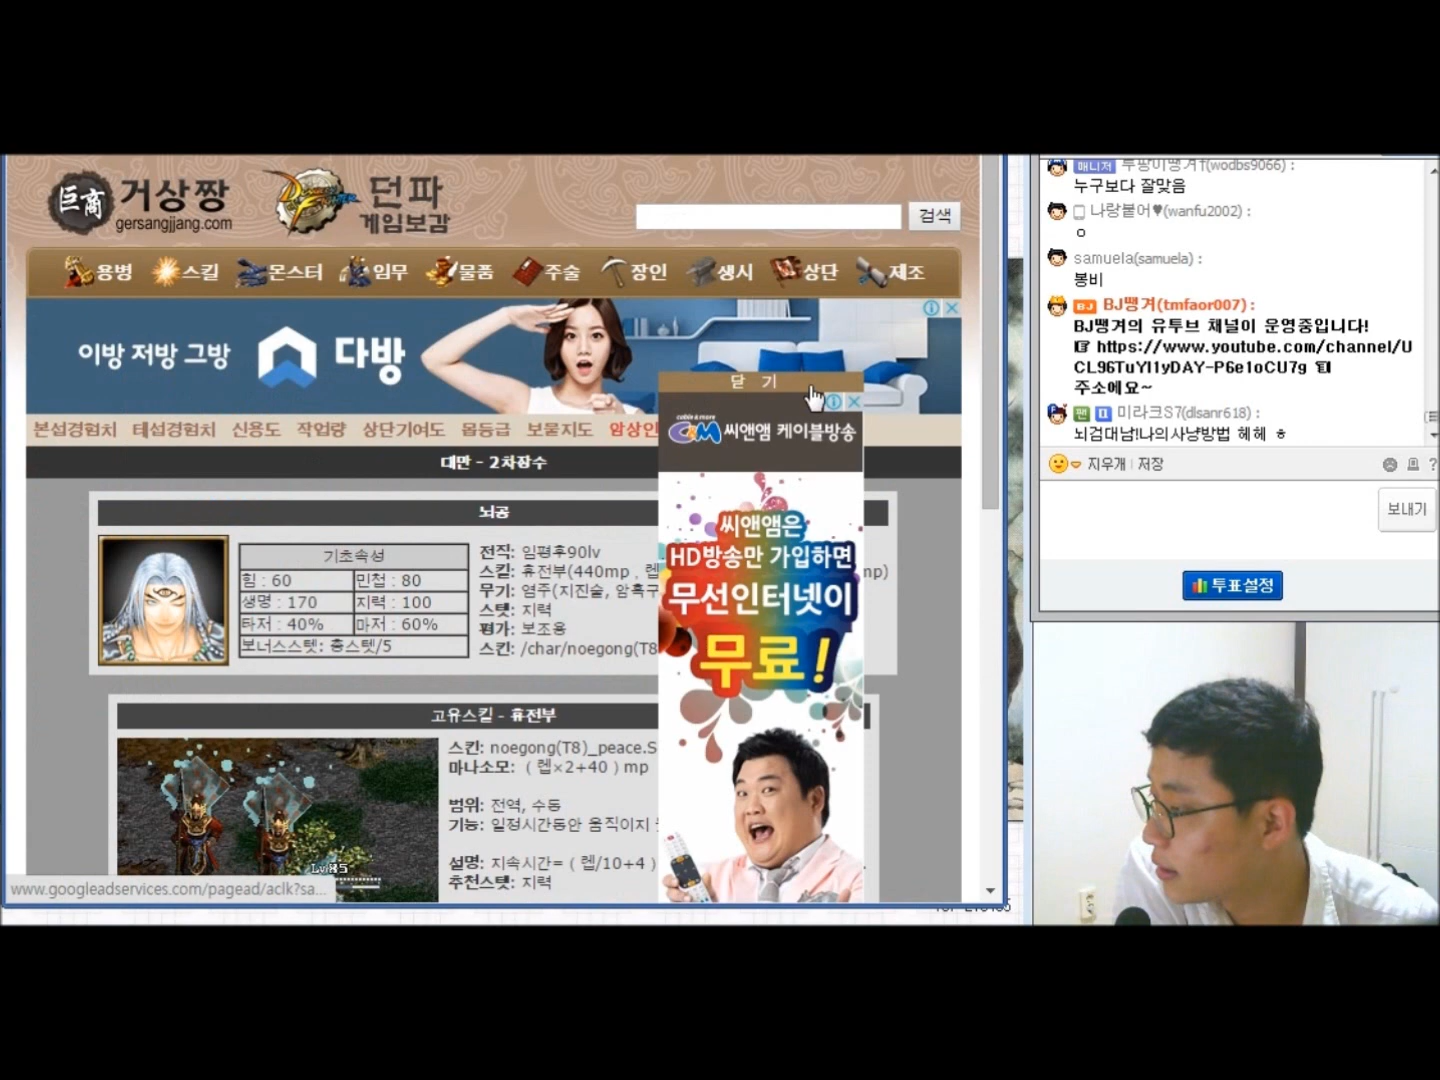 巨商 거상짱
gersangjjang.com
던파
게임보감
검색
용병 스킬 몬스터 임무 물품 주술 장인 생시 상단 제조
이방 저방 그방 다방
본섭경험치 테섭경험치 신용도 작업량 상단기여도 몹등급 보물지도 암상인
대만 - 2차장수
뇌공
기초속성
힘 : 60 민첩 : 80
생명 : 170 지력 : 100
타저 : 40% 마저 : 60%
보너스스텟: 총스텟/5
전직: 임평후90lv
스킬: 휴전부(440mp , 렙
mp)
무기: 염주(지진술, 암흑구
스텟: 지력
평가: 보조용
스킨: /char/noegong(T8
고유스킬 - 휴전부
스킨: noegong(T8)_peace.S
마나소모: ( 렙×2+40 ) mp
범위: 전역, 수동
기능: 일정시간동안 움직이지
설명: 지속시간= ( 렙/10+4 )
추천스텟: 지력
Lv85
www.googleadservices.com/pagead/aclk?sa...
닫 기
cable & more
C&M 씨앤앰 케이블방송
씨앤앰은
HD방송만 가입하면
무선인터넷이
무료!
매니저 (wodbs9066) :
누구보다 잘맞음
나랑붙어♥(wanfu2002) :
ㅇ
samuela(samuela) :
봉비
BJ BJ땡겨(tmfaor007) :
BJ땡겨의 유투브 채널이 운영중입니다!
☞ https://www.youtube.com/channel/U
CL96TuYl1yDAY-P6e1oCU7g ☜
주소에요~
팬 미라크S7(dlsanr618) :
뇌검대남!나의사냥방법 헤헤 ㅎ
지우개 | 저장
?
보내기
투표설정